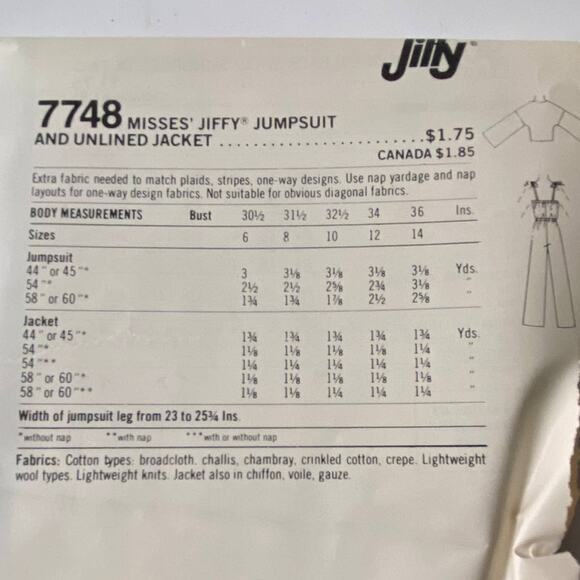 Jiffy
7748 MISSES' JIFFY® JUMPSUIT
AND UNLINED JACKET ........................$1.75
CANADA $1.85
Extra fabric needed to match plaids, stripes, one-way designs. Use nap yardage and nap
layouts for one-way design fabrics. Not suitable for obvious diagonal fabrics.
BODY MEASUREMENTS Bust 30½ 31½ 32½ 34 36 Ins.
Sizes 6 8 10 12 14
Jumpsuit
44" or 45"* 3 3⅛ 3⅛ 3⅛ 3⅛ Yds.
54"* 2½ 2½ 2⅝ 2¾ 3⅛ "
58" or 60"* 1¾ 1¾ 1⅞ 2½ 2⅝ "
Jacket
44" or 45"* 1¾ 1¾ 1¾ 1¾ 1¾ Yds.
54"* 1⅛ 1⅛ 1⅛ 1⅛ 1¼ "
54"** 1¼ 1¼ 1¼ 1¼ 1¼ "
58" or 60"* 1⅛ 1⅛ 1⅛ 1⅛ 1⅛ "
58" or 60"** 1⅛ 1⅛ 1¼ 1¼ 1¼ "
Width of jumpsuit leg from 23 to 25¾ Ins.
*without nap **with nap ***with or without nap
Fabrics: Cotton types: broadcloth, challis, chambray, crinkled cotton, crepe. Lightweight
wool types. Lightweight knits. Jacket also in chiffon, voile, gauze.